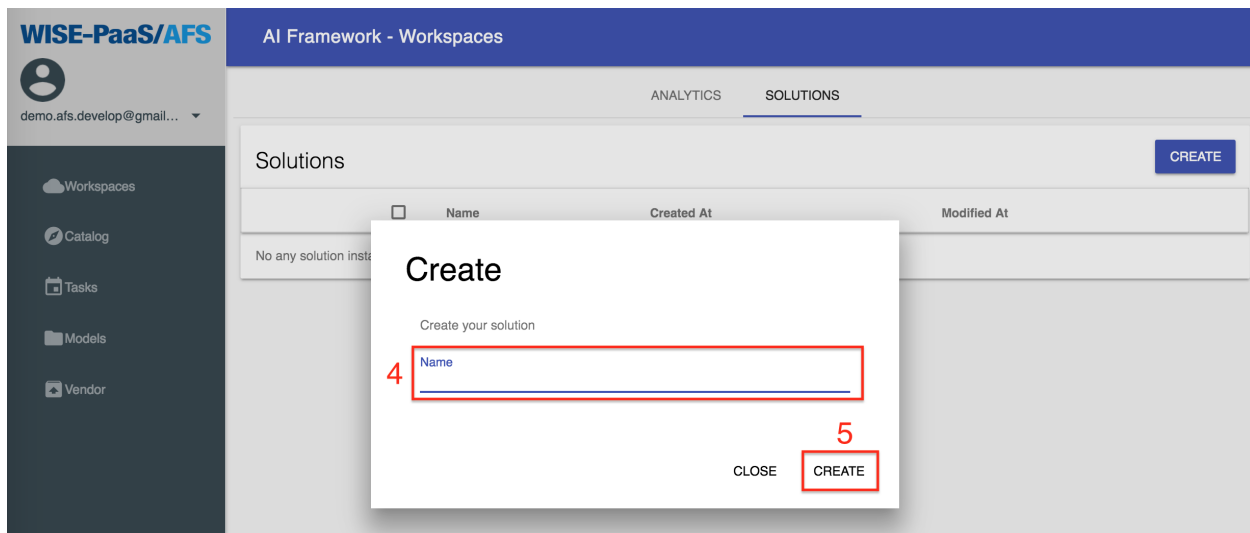 WISE-PaaS/AFS
AI Framework - Workspaces
demo.afs.develop@gmail...
ANALYTICS SOLUTIONS
Solutions
CREATE
Workspaces
Catalog
Tasks
Models
Vendor
Name Created At Modified At
No any solution insta
Create
Create your solution
4
Name
5
CLOSE CREATE